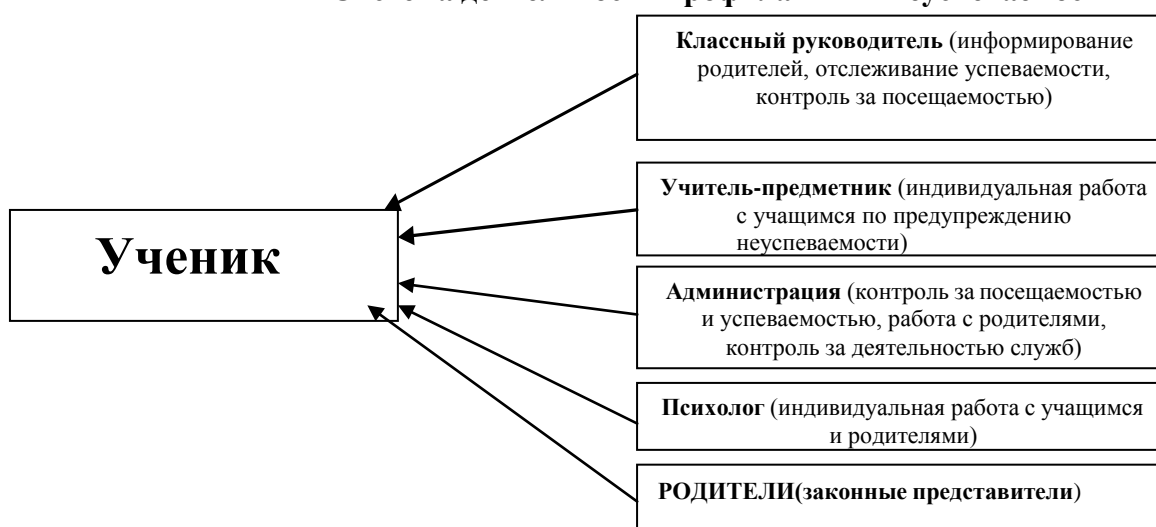 Классный руководитель (информирование
родителей, отслеживание успеваемости,
контроль за посещаемостью)
Учитель-предметник (индивидуальная работа
с учащимся по предупреждению
неуспеваемости)
Ученик
Администрация (контроль за посещаемостью
и успеваемостью, работа с родителями,
контроль за деятельностью служб)
Психолог (индивидуальная работа с учащимся
и родителями)
РОДИТЕЛИ(законные представители)